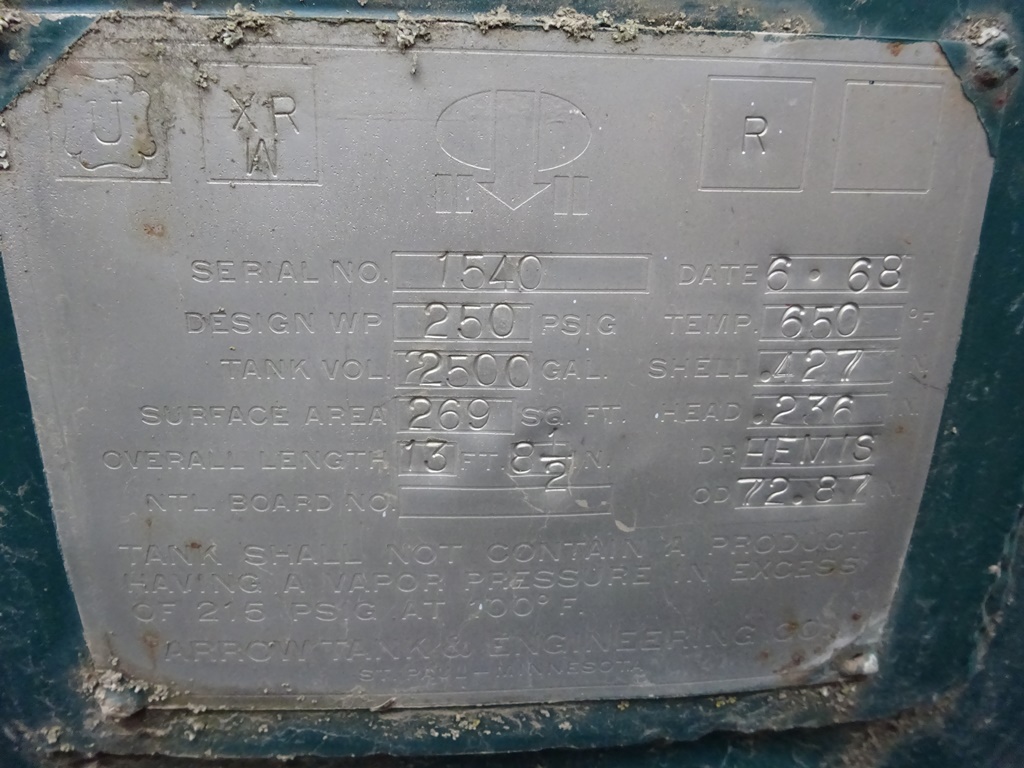 U XR R
W
SERIAL NO. 1540 DATE 6 • 68
DESIGN WP 250 PSIG TEMP. 650 °F
TANK VOL. 2500 GAL. SHELL .427 IN.
SURFACE AREA 269 SQ. FT. HEAD .236 IN.
OVERALL LENGTH 13 FT. 8 1/2 IN. DR HEMIS
NTL. BOARD NO. OD 72.87 IN.
TANK SHALL NOT CONTAIN A PRODUCT
HAVING A VAPOR PRESSURE IN EXCESS
OF 215 PSIG AT 100° F.
ARROW TANK & ENGINEERING CO.
ST. PAUL - MINNESOTA